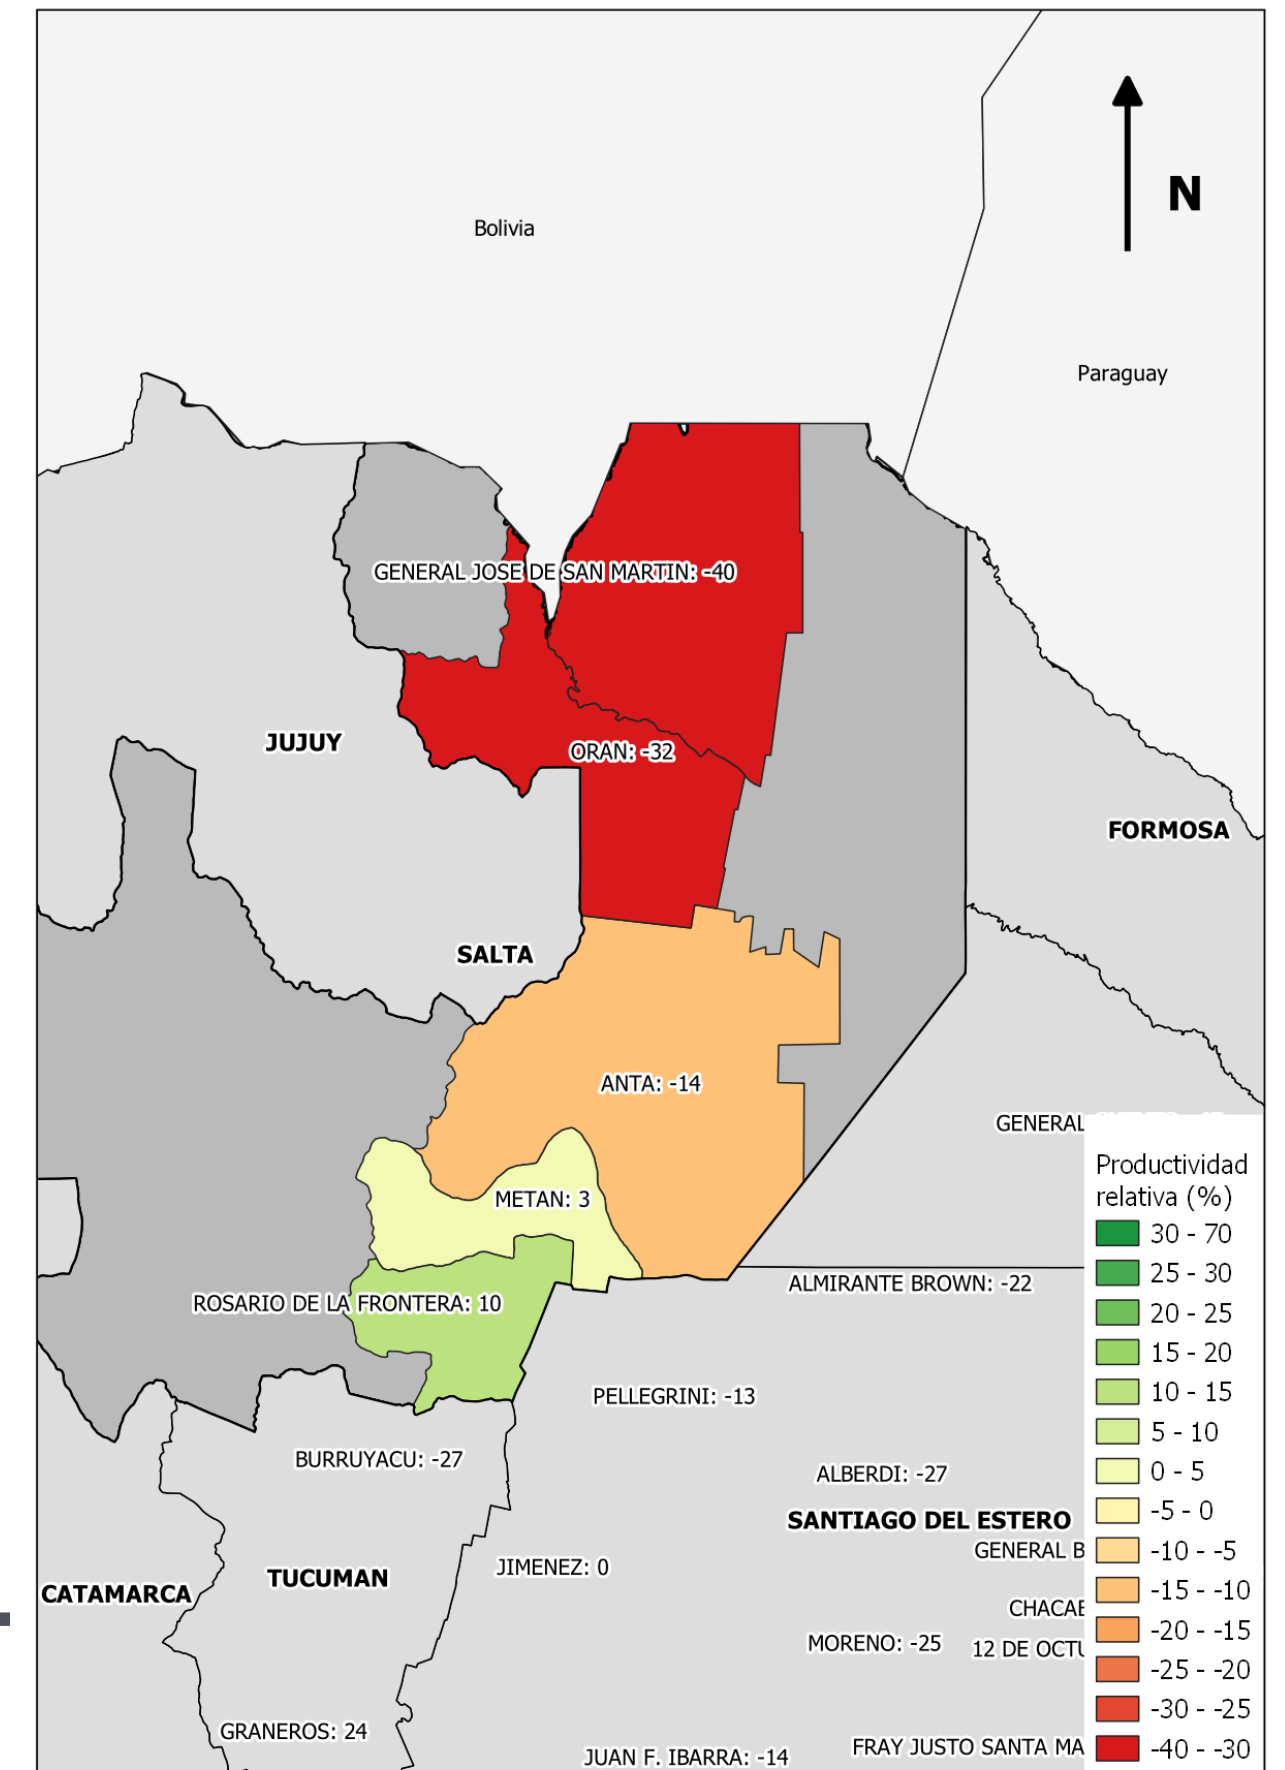 N
Bolivia
Paraguay
GENERAL JOSE DE SAN MARTIN: -40
JUJUY
ORAN: -32
FORMOSA
SALTA
ANTA: -14
GENERAL
METAN: 3
ALMIRANTE BROWN: -22
ROSARIO DE LA FRONTERA: 10
PELLEGRINI: -13
BURRUYACU: -27
ALBERDI: -27
SANTIAGO DEL ESTERO
GENERAL B
JIMENEZ: 0
TUCUMAN
CATAMARCA
CHACAB
MORENO: -25
12 DE OCTU
GRANEROS: 24
JUAN F. IBARRA: -14
FRAY JUSTO SANTA MA
Productividad
relativa (%)
30 - 70
25 - 30
20 - 25
15 - 20
10 - 15
5 - 10
0 - 5
-5 - 0
-10 - -5
-15 - -10
-20 - -15
-25 - -20
-30 - -25
-40 - -30